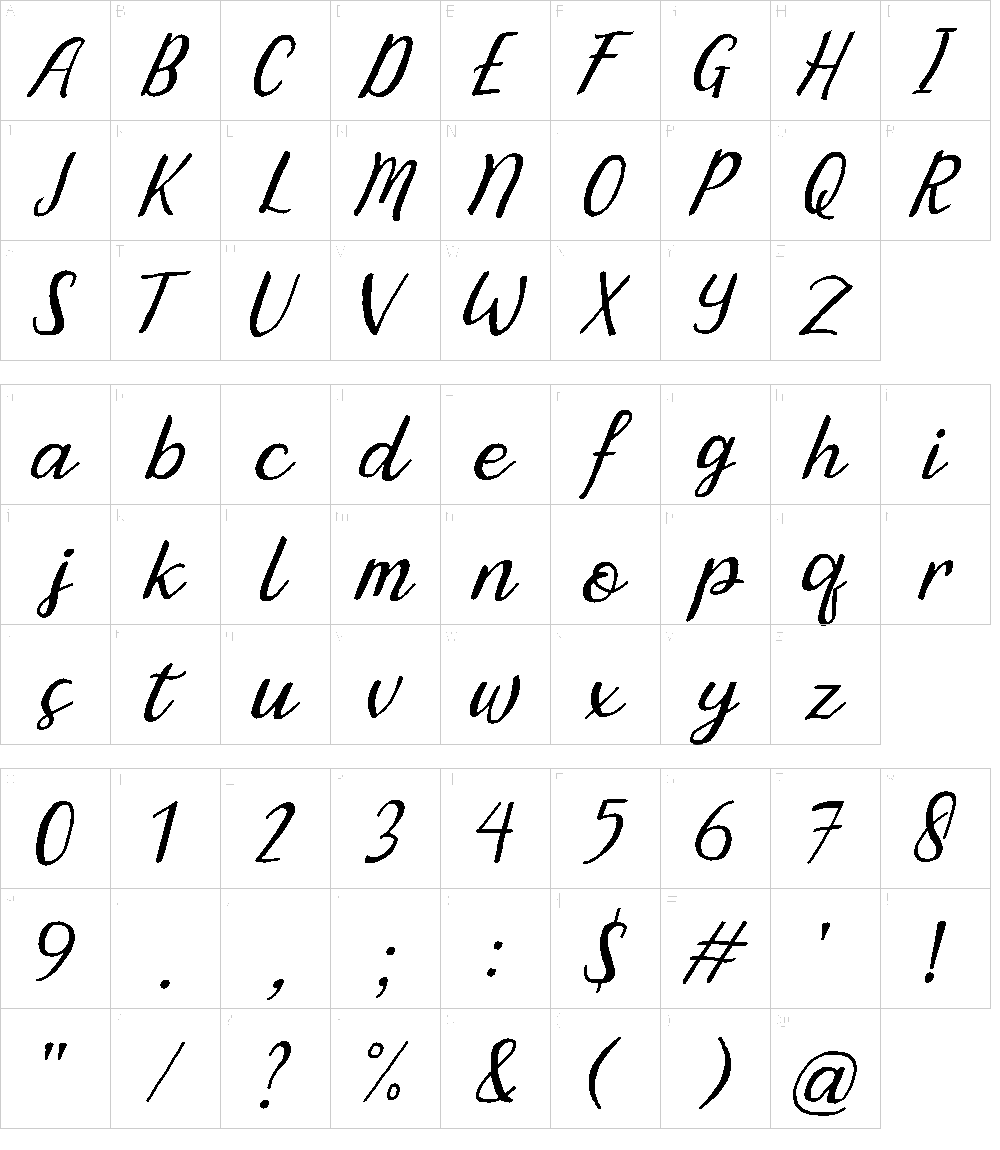 A B C D E F G H I
J K L M N O P Q R
S T U V W X Y Z
a b c d e f g h i
j k l m n o p q r
s t u v w x y z
0 1 2 3 4 5 6 7 8
9 . , ; : $ # ' !
" / ? % & ( ) @